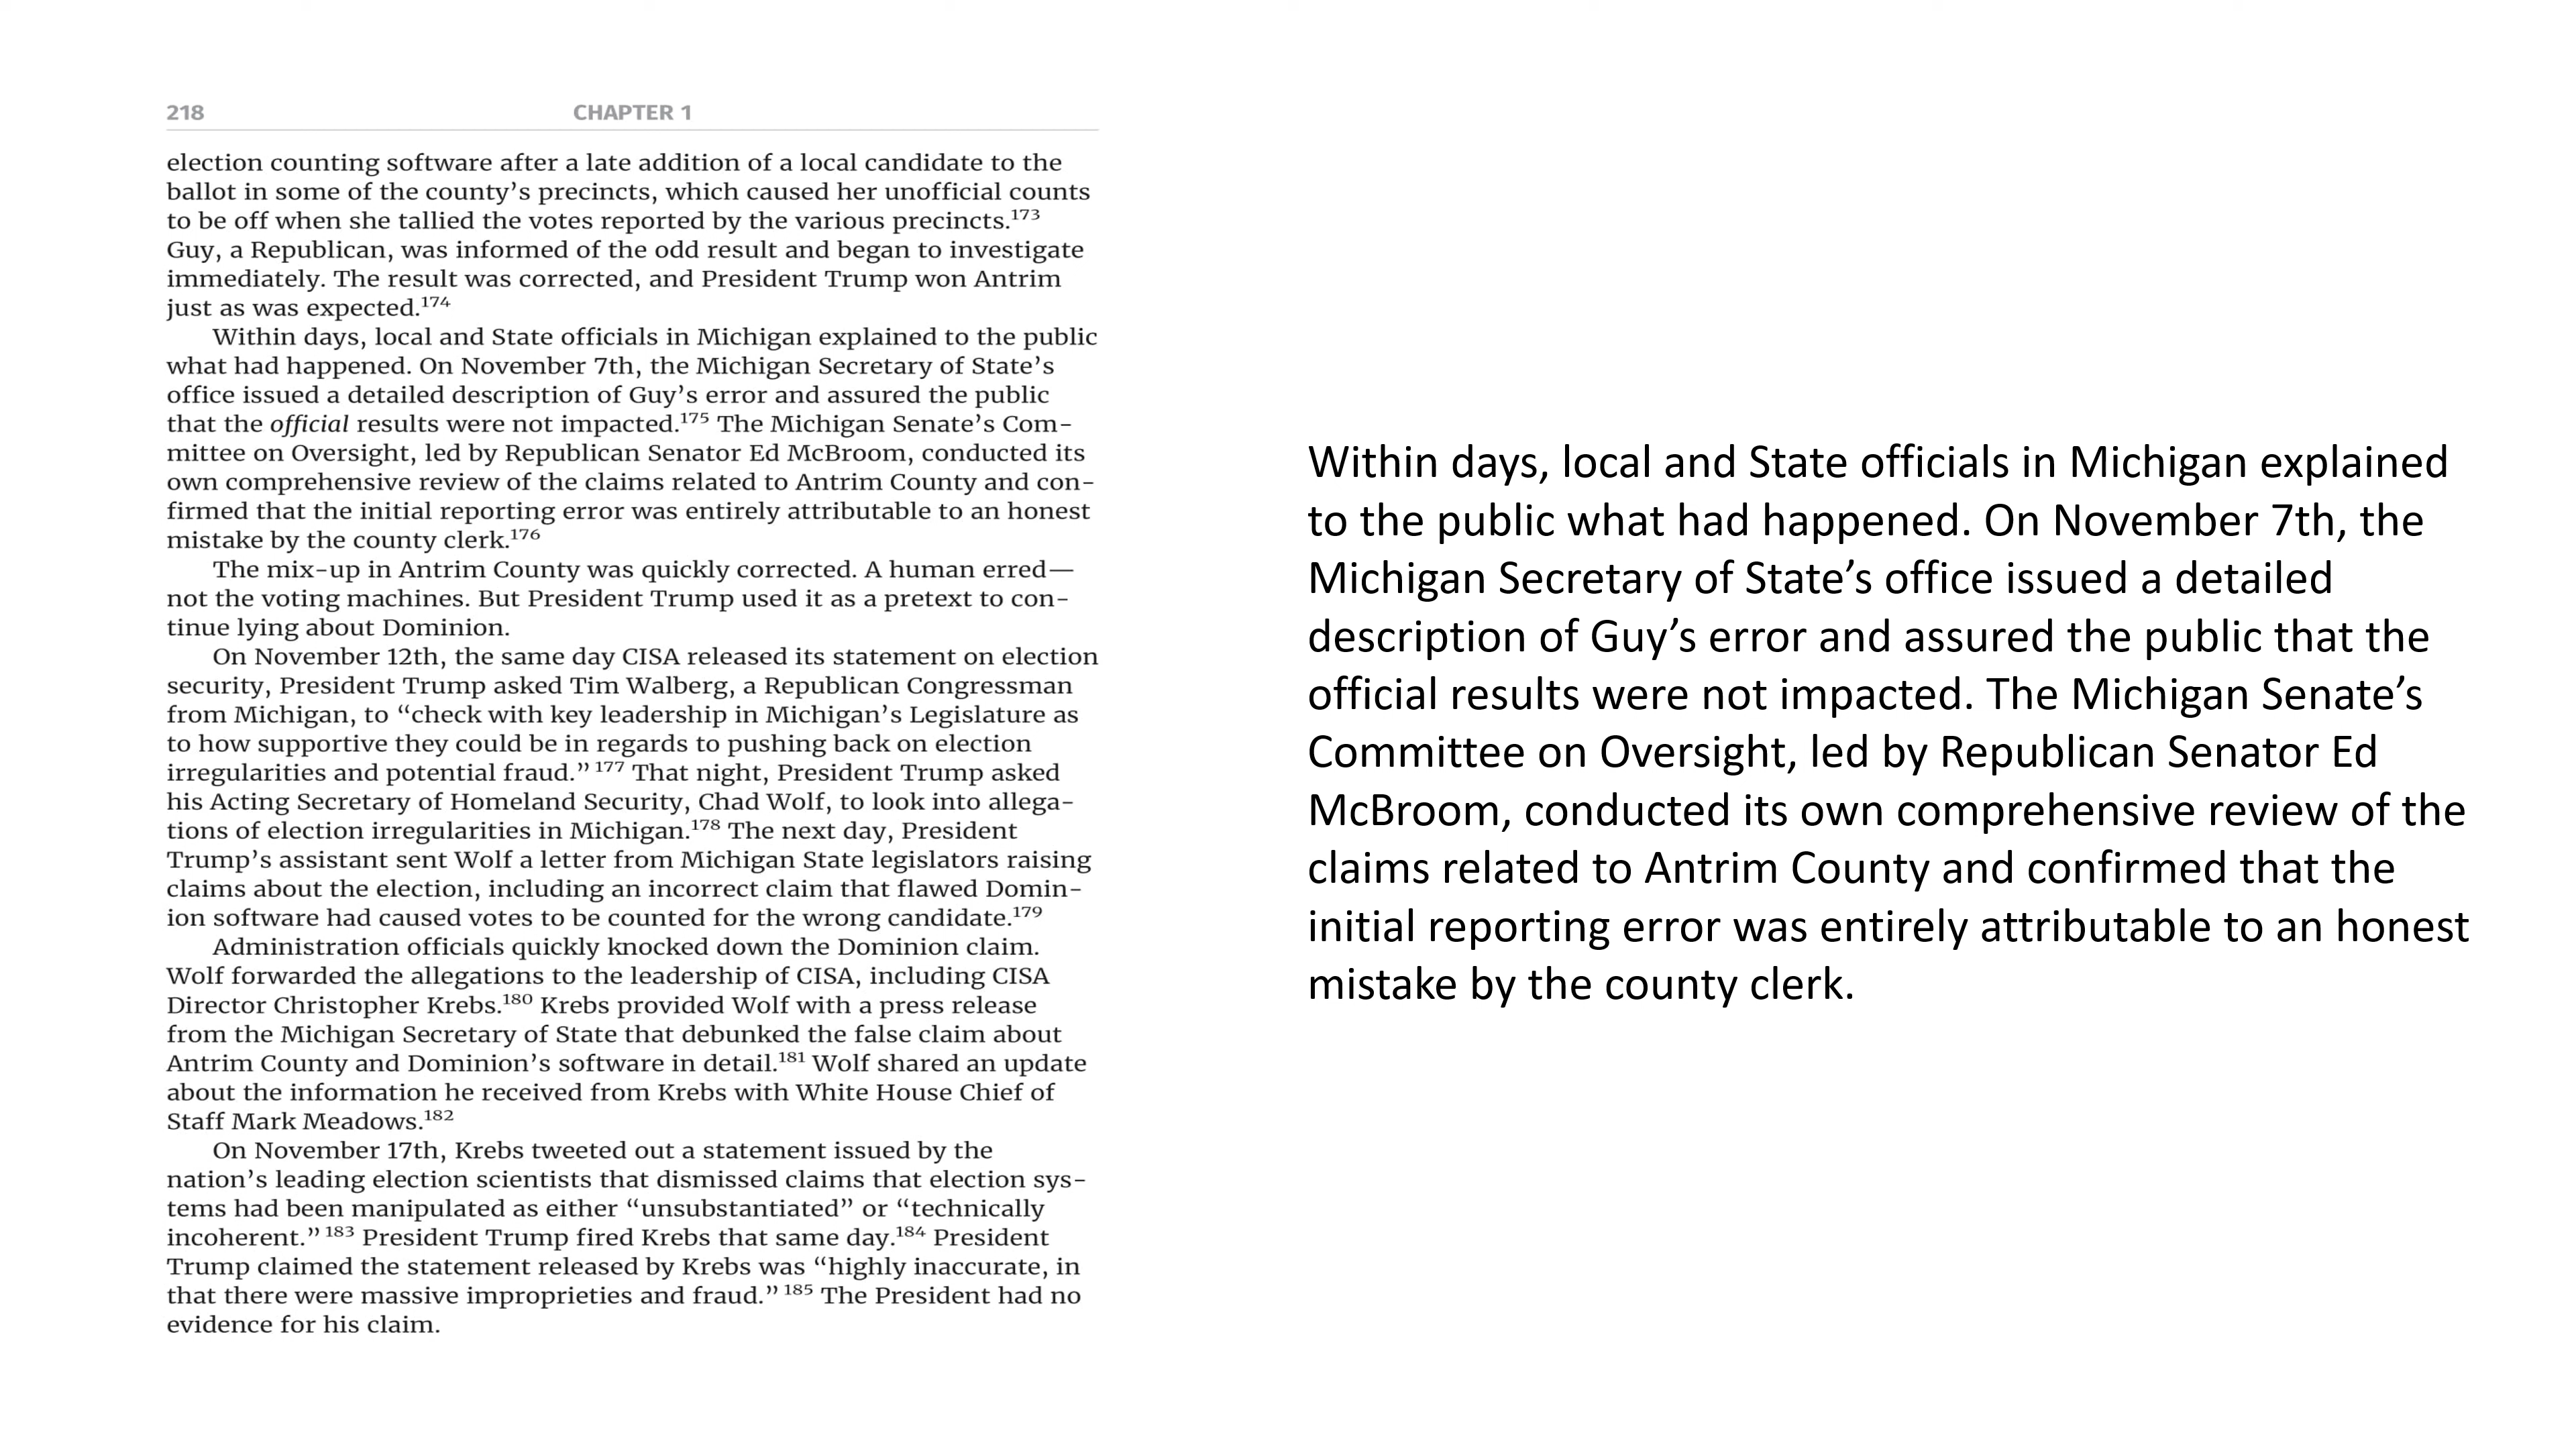 218 CHAPTER 1
election counting software after a late addition of a local candidate to the
ballot in some of the county’s precincts, which caused her unofficial counts
to be off when she tallied the votes reported by the various precincts.173
Guy, a Republican, was informed of the odd result and began to investigate
immediately. The result was corrected, and President Trump won Antrim
just as was expected.174
Within days, local and State officials in Michigan explained to the public
what had happened. On November 7th, the Michigan Secretary of State’s
office issued a detailed description of Guy’s error and assured the public
that the official results were not impacted.175 The Michigan Senate’s Com-
mittee on Oversight, led by Republican Senator Ed McBroom, conducted its
own comprehensive review of the claims related to Antrim County and con-
firmed that the initial reporting error was entirely attributable to an honest
mistake by the county clerk.176
The mix-up in Antrim County was quickly corrected. A human erred—
not the voting machines. But President Trump used it as a pretext to con-
tinue lying about Dominion.
On November 12th, the same day CISA released its statement on election
security, President Trump asked Tim Walberg, a Republican Congressman
from Michigan, to “check with key leadership in Michigan’s Legislature as
to how supportive they could be in regards to pushing back on election
irregularities and potential fraud.” 177 That night, President Trump asked
his Acting Secretary of Homeland Security, Chad Wolf, to look into allega-
tions of election irregularities in Michigan.178 The next day, President
Trump’s assistant sent Wolf a letter from Michigan State legislators raising
claims about the election, including an incorrect claim that flawed Domin-
ion software had caused votes to be counted for the wrong candidate.179
Administration officials quickly knocked down the Dominion claim.
Wolf forwarded the allegations to the leadership of CISA, including CISA
Director Christopher Krebs.180 Krebs provided Wolf with a press release
from the Michigan Secretary of State that debunked the false claim about
Antrim County and Dominion’s software in detail.181 Wolf shared an update
about the information he received from Krebs with White House Chief of
Staff Mark Meadows.182
On November 17th, Krebs tweeted out a statement issued by the
nation’s leading election scientists that dismissed claims that election sys-
tems had been manipulated as either “unsubstantiated” or “technically
incoherent.” 183 President Trump fired Krebs that same day.184 President
Trump claimed the statement released by Krebs was “highly inaccurate, in
that there were massive improprieties and fraud.” 185 The President had no
evidence for his claim.
Within days, local and State officials in Michigan explained
to the public what had happened. On November 7th, the
Michigan Secretary of State’s office issued a detailed
description of Guy’s error and assured the public that the
official results were not impacted. The Michigan Senate’s
Committee on Oversight, led by Republican Senator Ed
McBroom, conducted its own comprehensive review of the
claims related to Antrim County and confirmed that the
initial reporting error was entirely attributable to an honest
mistake by the county clerk.